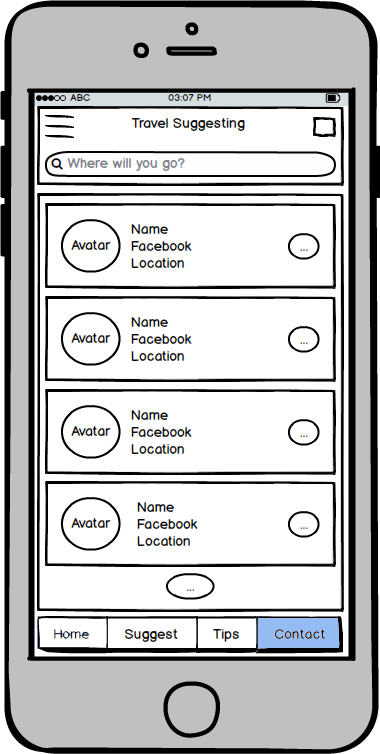 ABC 03:07 PM
Travel Suggesting
Where will you go?
Avatar
Name
Facebook
Location
...
Avatar
Name
Facebook
Location
...
Avatar
Name
Facebook
Location
...
Avatar
Name
Facebook
Location
...
...
Home Suggest Tips Contact